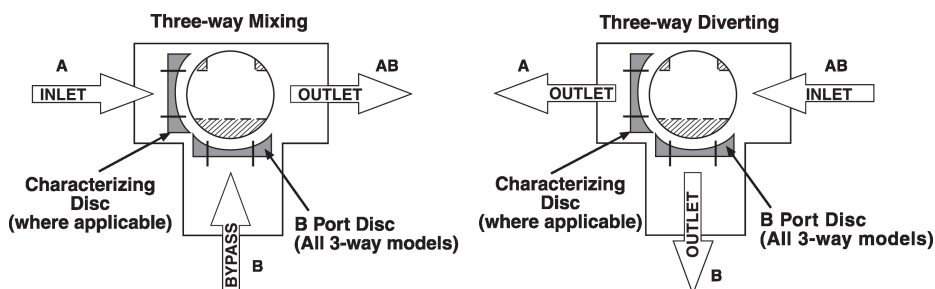 Three-way Mixing
A
AB
INLET
OUTLET
Characterizing
Disc
(where applicable)
B Port Disc
(All 3-way models)
BYPASS
B
Three-way Diverting
A
AB
OUTLET
INLET
Characterizing
Disc
(where applicable)
B Port Disc
(All 3-way models)
OUTLET
B